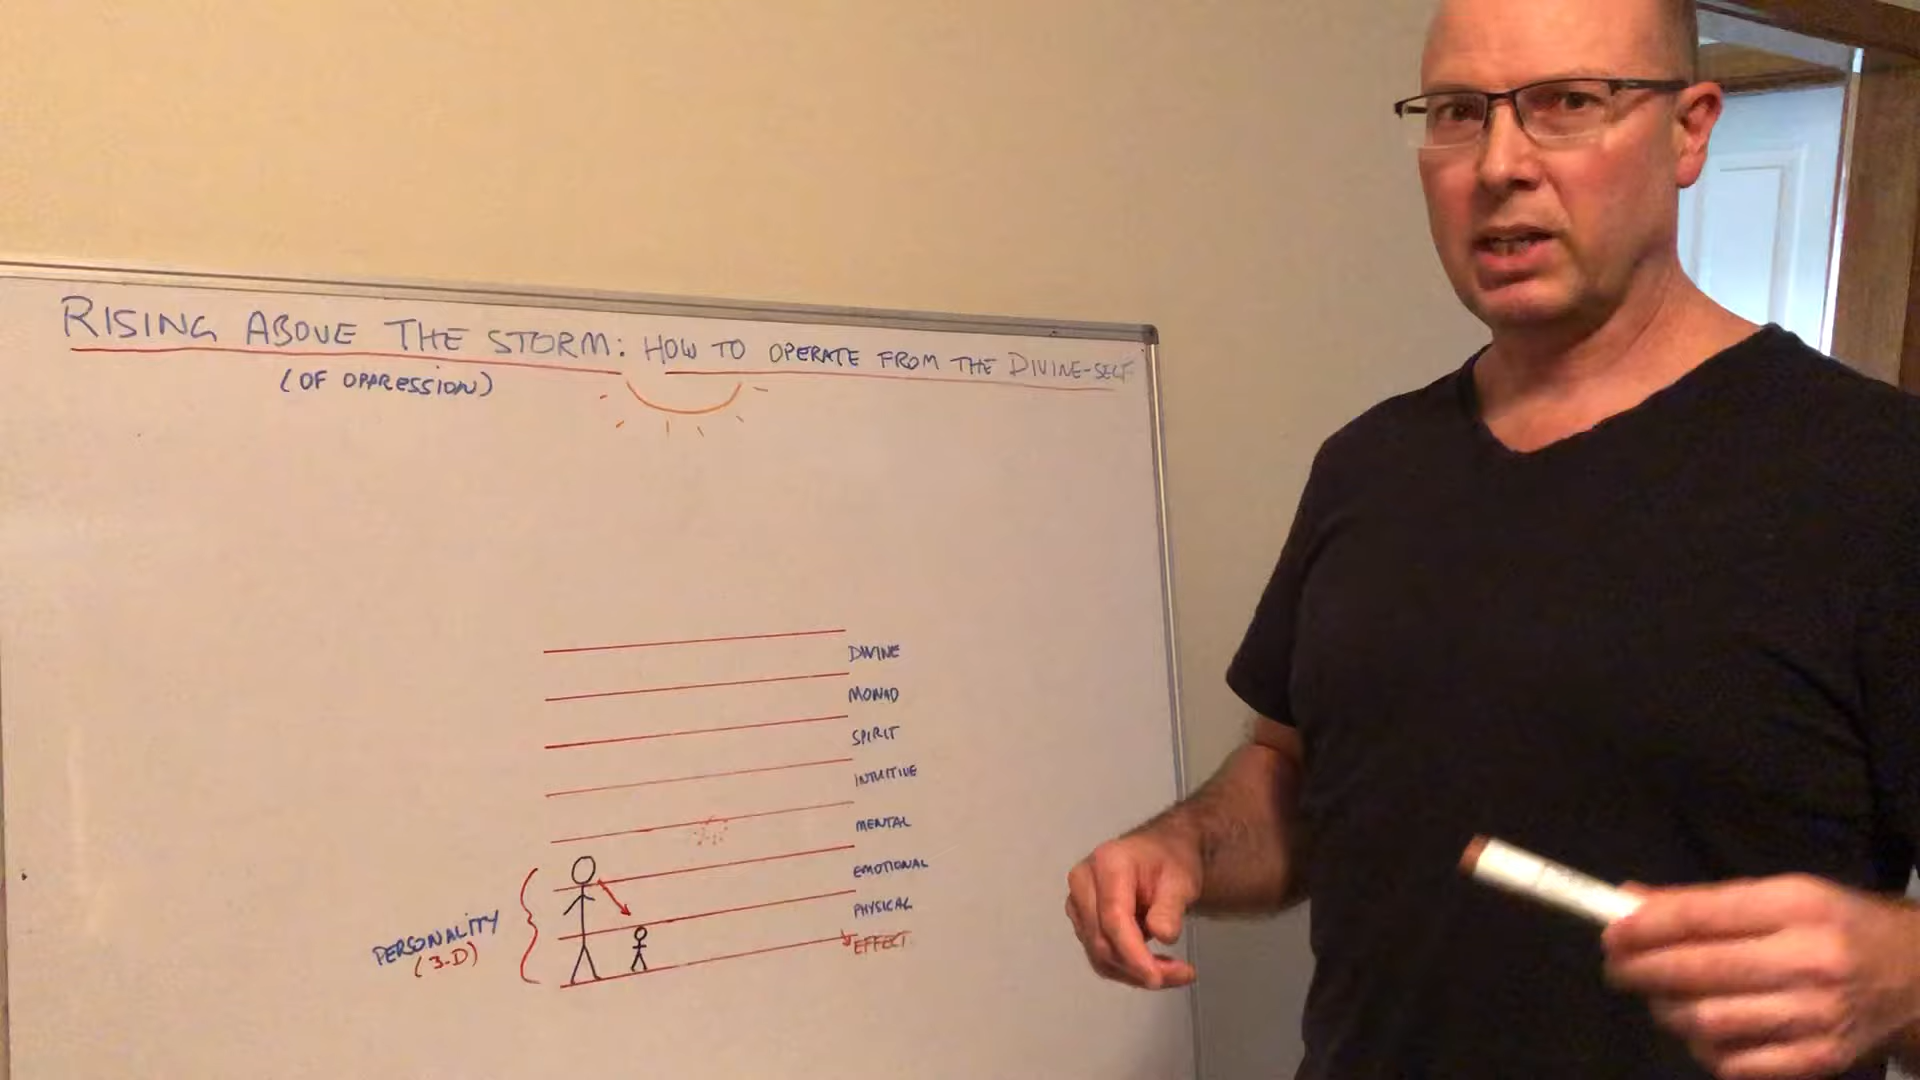 RISING ABOVE THE STORM: HOW TO OPERATE FROM THE DIVINE-SELF
(OF OPPRESSION)
DIVINE
MONAD
SPIRIT
INTUITIVE
MENTAL
EMOTIONAL
PHYSICAL
EFFECT
PERSONALITY
(3-D)